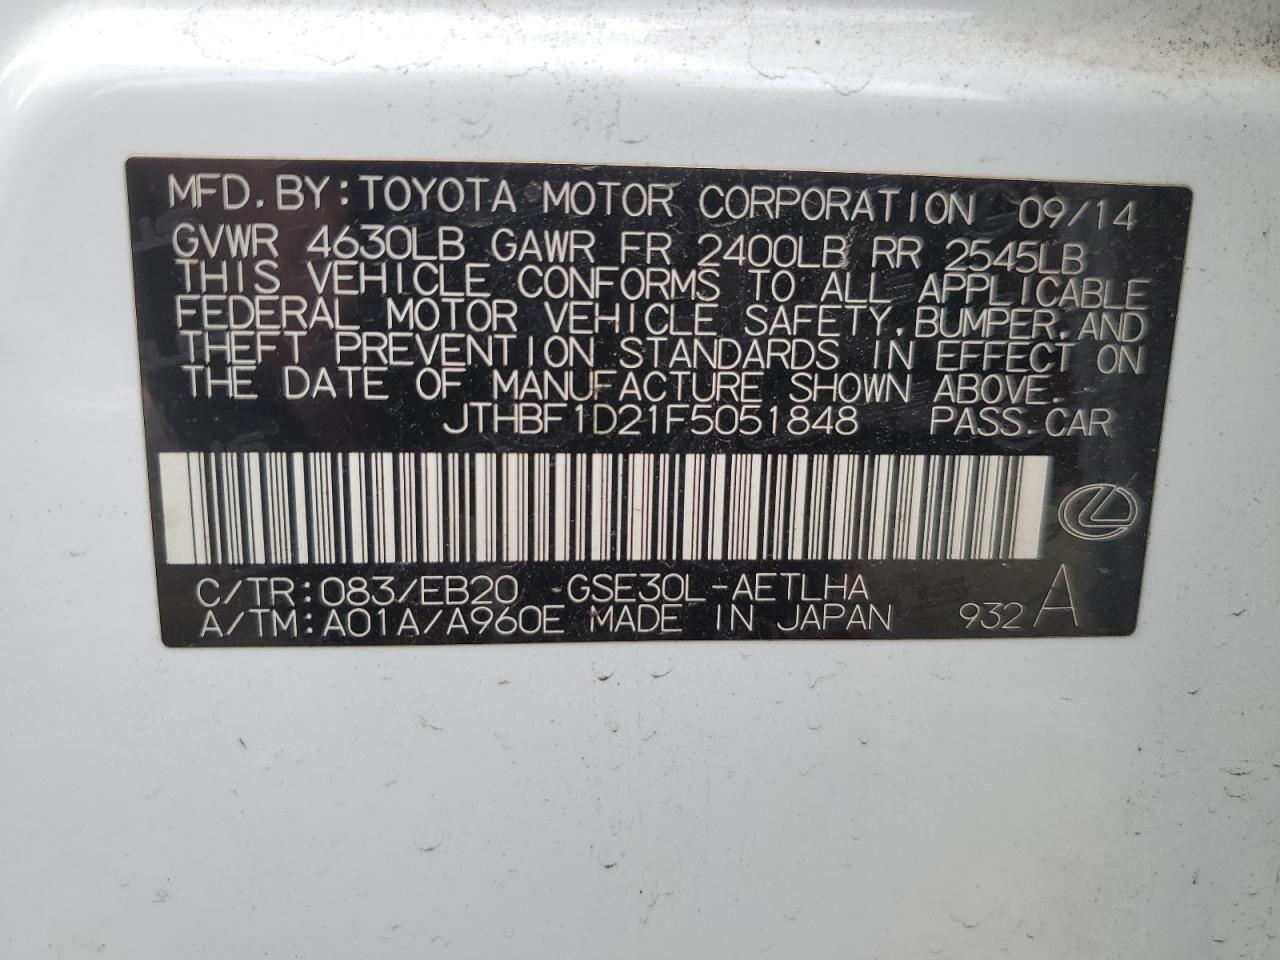 MFD. BY: TOYOTA MOTOR CORPORATION 09/14
GVWR 4630LB GAWR FR 2400LB RR 2545LB
THIS VEHICLE CONFORMS TO ALL APPLICABLE
FEDERAL MOTOR VEHICLE SAFETY, BUMPER, AND
THEFT PREVENTION STANDARDS IN EFFECT ON
THE DATE OF MANUFACTURE SHOWN ABOVE.
JTHBF1D21F5051848 PASS. CAR
C/TR: 083/EB20 GSE30L-AETLHA
A/TM: A01A/A960E MADE IN JAPAN 932 A